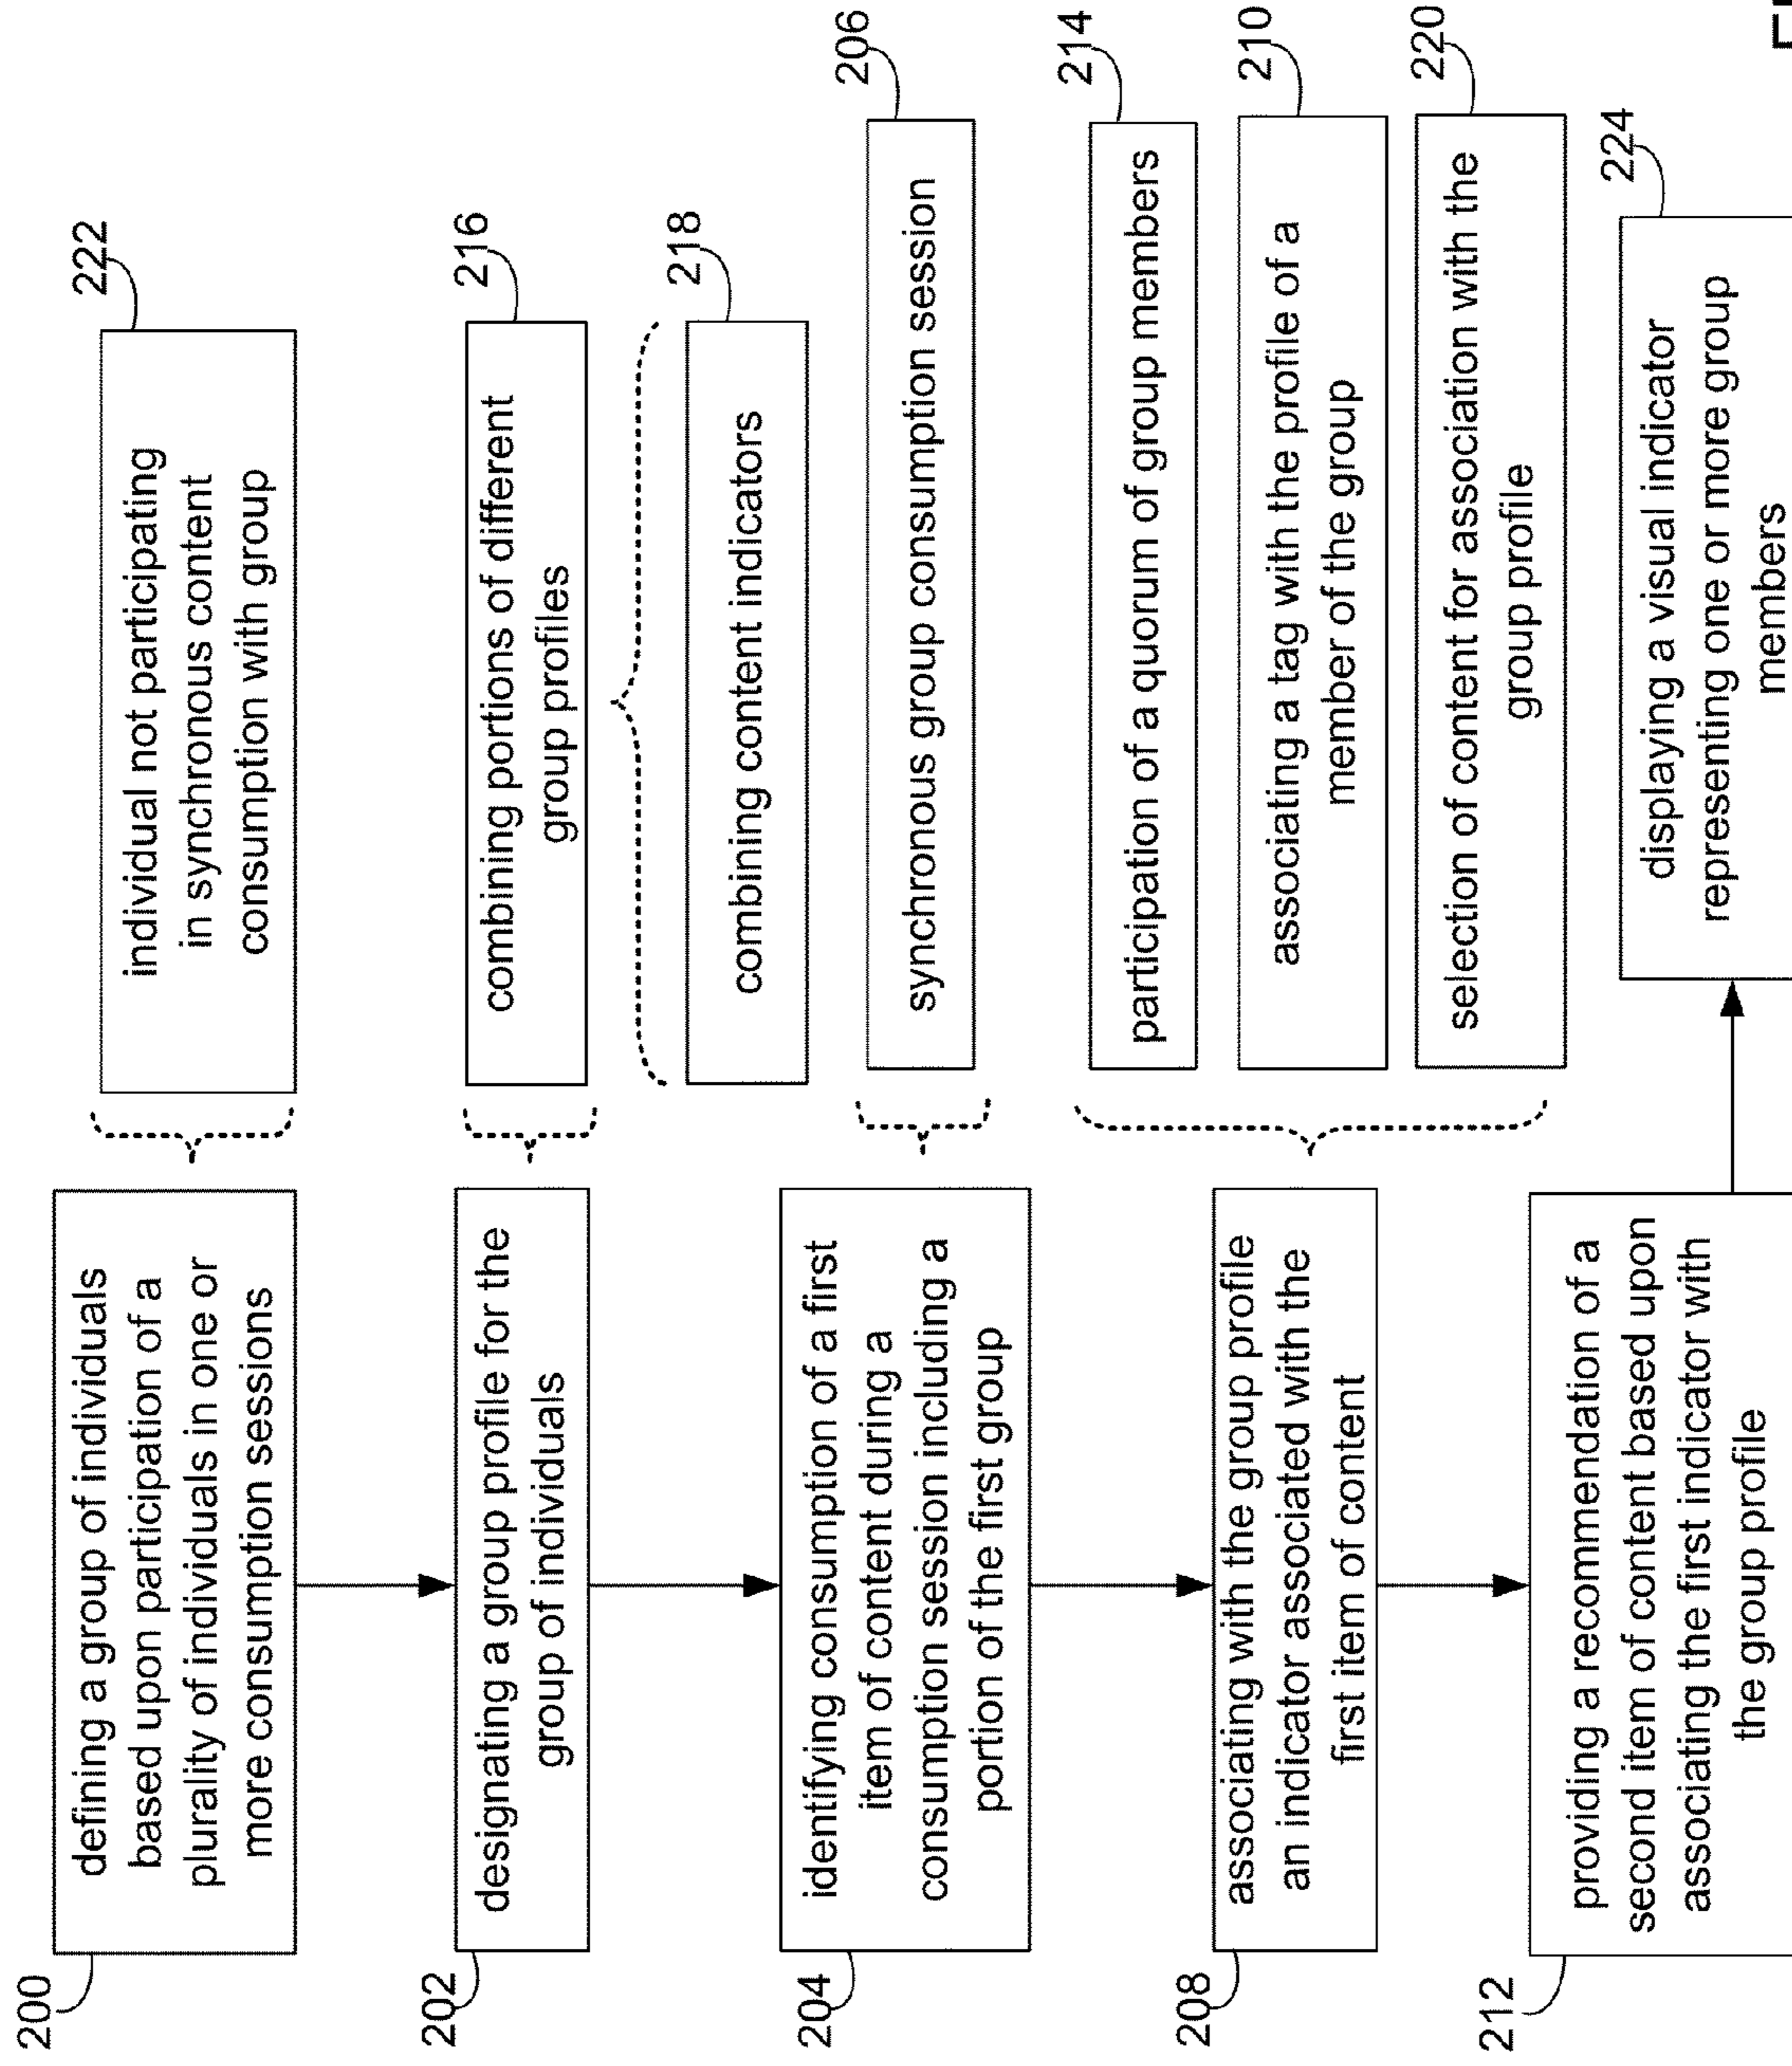 200
defining a group of individuals
based upon participation of a
plurality of individuals in one or
more consumption sessions
222
individual not participating
in synchronous content
consumption with group
202
designating a group profile for the
group of individuals
216
combining portions of different
group profiles
218
combining content indicators
204
identifying consumption of a first
item of content during a
consumption session including a
portion of the first group
206
synchronous group consumption session
208
associating with the group profile
an indicator associated with the
first item of content
214
participation of a quorum of group members
210
associating a tag with the profile of a
member of the group
220
selection of content for association with the
group profile
212
providing a recommendation of a
second item of content based upon
associating the first indicator with
the group profile
224
displaying a visual indicator
representing one or more group
members